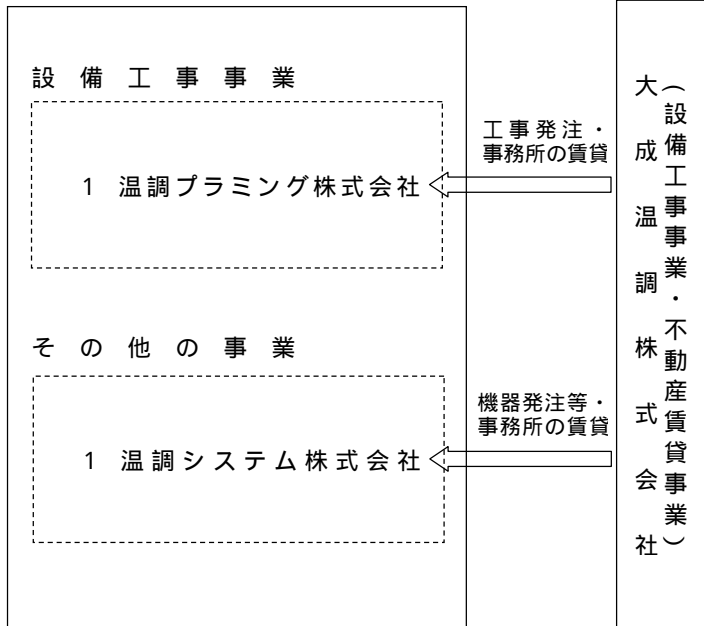 設備工事事業
工事発注・
事務所の賃貸
1 温調プラミング株式会社
その他の事業
機器発注等・
事務所の賃貸
1 温調システム株式会社
大成温調株式会社
(設備工事事業・不動産賃貸事業)